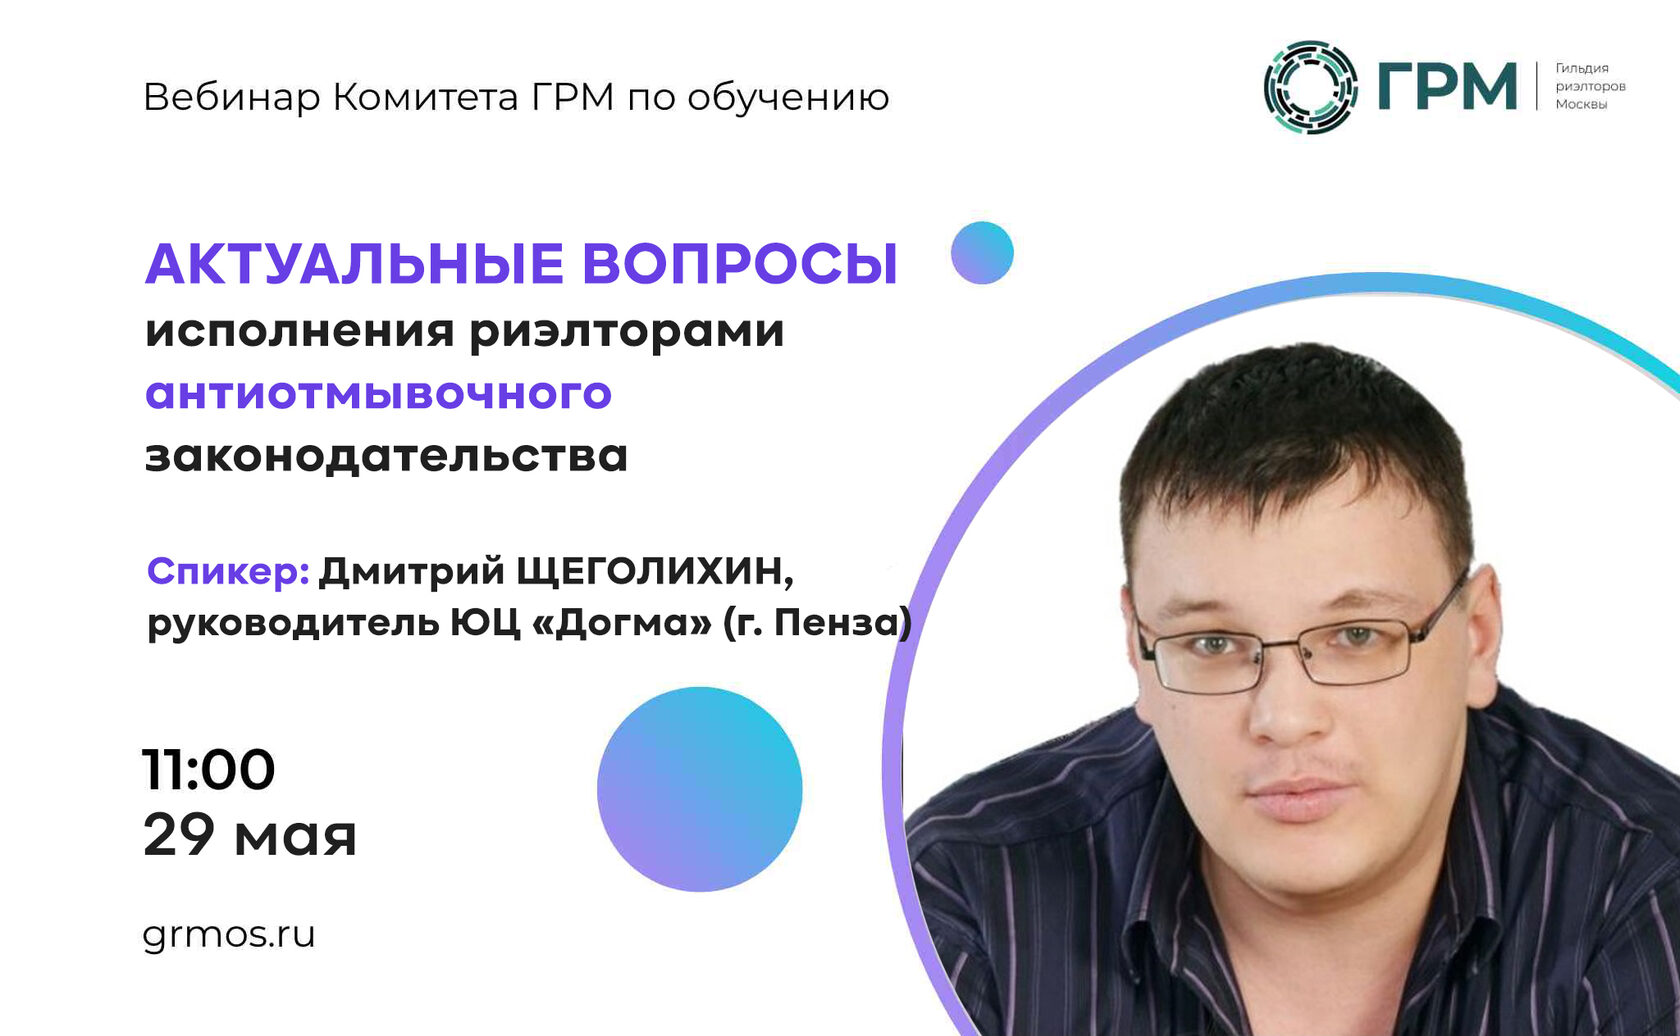 Вебинар Комитета ГРМ по обучению
ГРМ
Гильдия
риэлторов
Москвы
АКТУАЛЬНЫЕ ВОПРОСЫ
исполнения риэлторами
антиотмывочного
законодательства
Спикер: Дмитрий ЩЕГОЛИХИН,
руководитель ЮЦ «Догма» (г. Пенза)
11:00
29 мая
grmos.ru